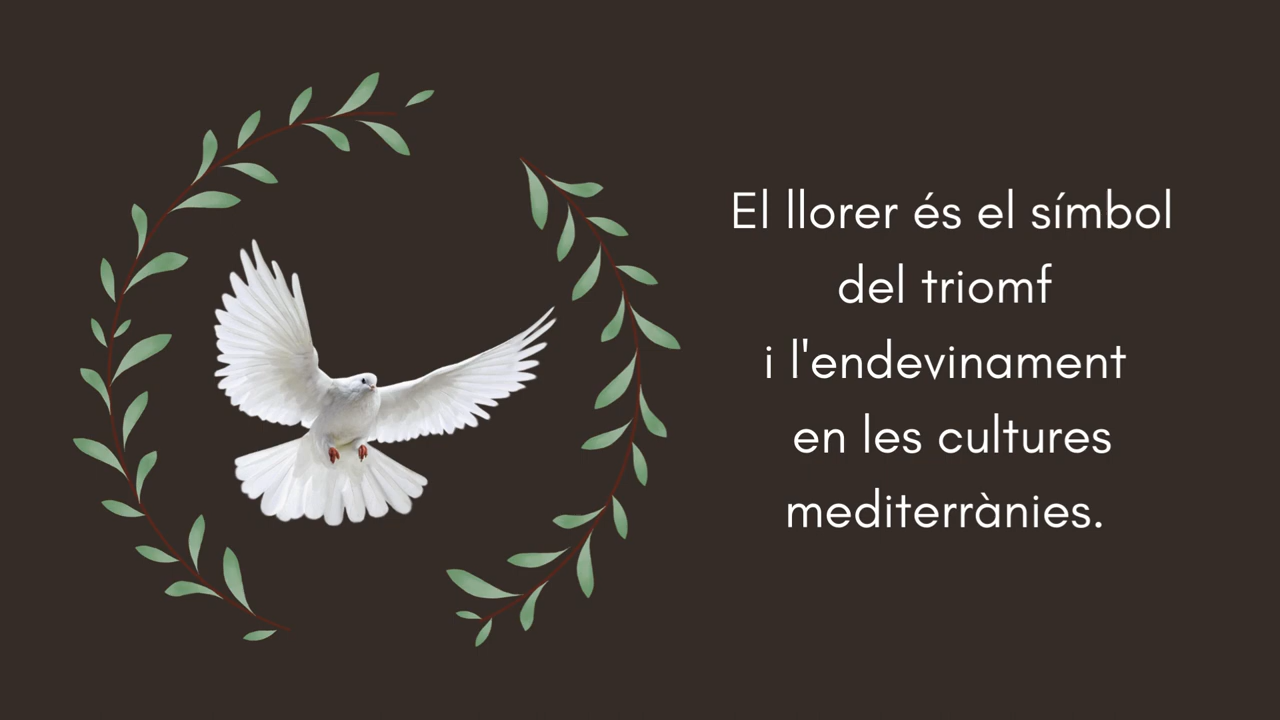 El llorer és el símbol
del triomf
i l'endevinament
en les cultures
mediterrànies.